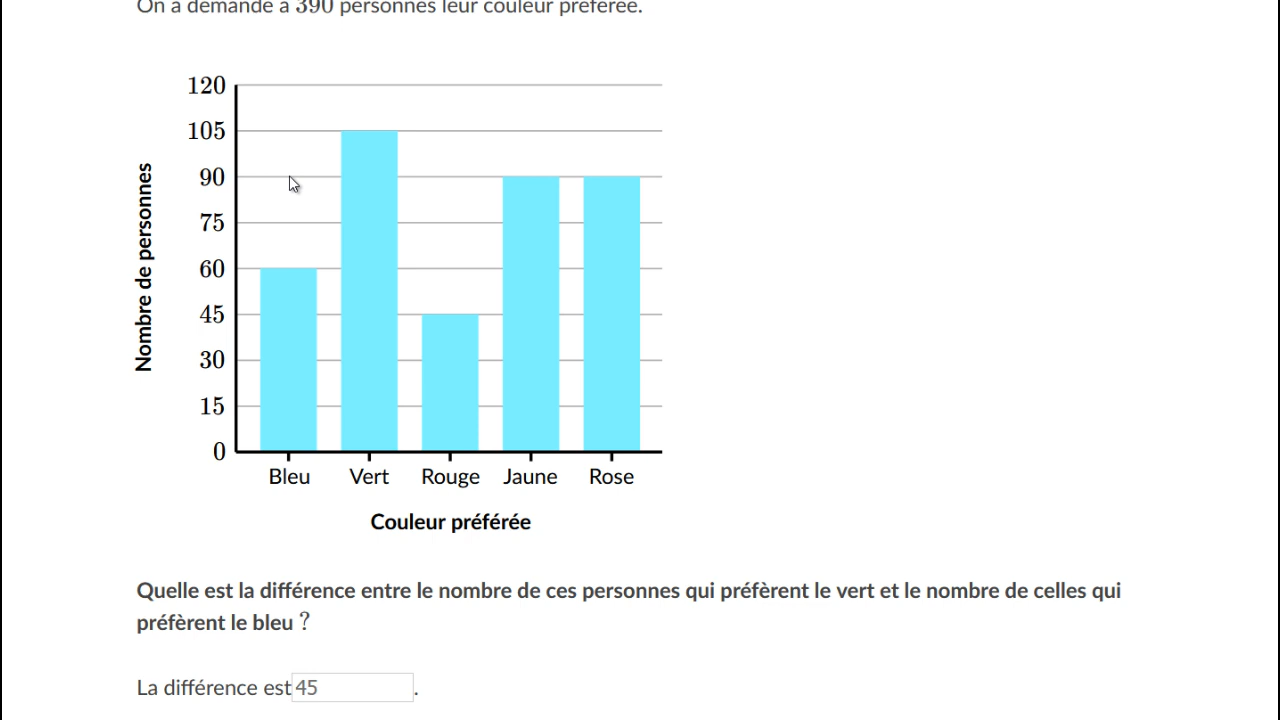 On a demandé à 390 personnes leur couleur préférée.
120
105
90
75
60
45
30
15
0
Nombre de personnes
Bleu Vert Rouge Jaune Rose
Couleur préférée
Quelle est la différence entre le nombre de ces personnes qui préfèrent le vert et le nombre de celles qui
préfèrent le bleu ?
La différence est 45 .